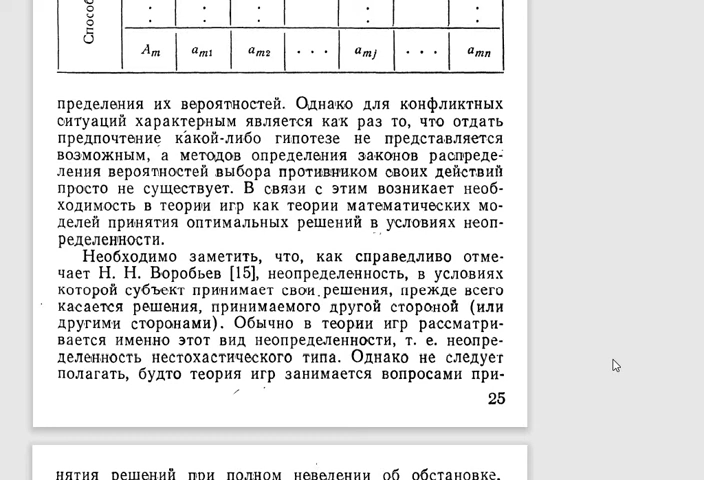 Способ
. . . . . . .
Am am1 am2 . . . amj . . . amn
пределения их вероятностей. Однако для конфликтных
ситуаций характерным является как раз то, что отдать
предпочтение какой-либо гипотезе не представляется
возможным, а методов определения законов распреде-
ления вероятностей выбора противником своих действий
просто не существует. В связи с этим возникает необ-
ходимость в теории игр как теории математических мо-
делей принятия оптимальных решений в условиях неоп-
ределенности.
Необходимо заметить, что, как справедливо отме-
чает Н. Н. Воробьев [15], неопределенность, в условиях
которой субъект принимает свои решения, прежде всего
касается решения, принимаемого другой стороной (или
другими сторонами). Обычно в теории игр рассматри-
вается именно этот вид неопределенности, т. е. неопре-
деленность нестохастического типа. Однако не следует
полагать, будто теория игр занимается вопросами при-
25
нятия решений при полном неведении об обстановке.